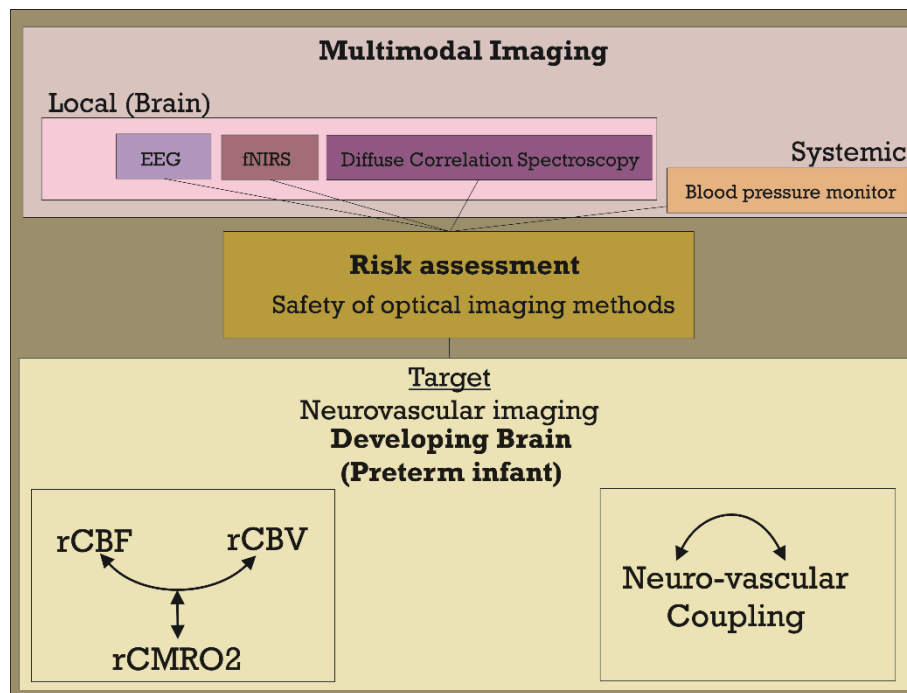 Multimodal Imaging
Local (Brain)
EEG
fNIRS
Diffuse Correlation Spectroscopy
Systemic
Blood pressure monitor
Risk assessment
Safety of optical imaging methods
Target
Neurovascular imaging
Developing Brain
(Preterm infant)
rCBF
rCBV
rCMRO2
Neuro-vascular
Coupling